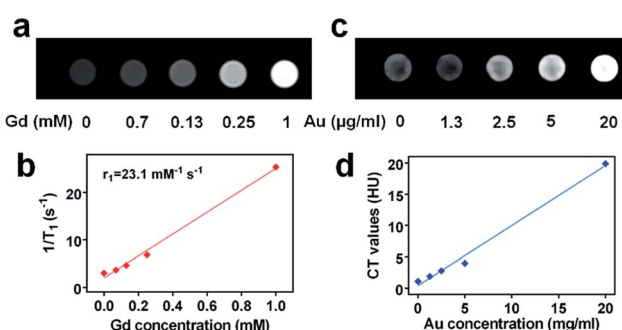 a
Gd (mM) 0 0.7 0.13 0.25 1
c
Au (µg/ml) 0 1.3 2.5 5 20
b
r₁=23.1 mM⁻¹ s⁻¹
1/T₁ (s⁻¹)
20
10
0
0.0 0.2 0.4 0.6 0.8 1.0
Gd concentration (mM)
d
CT values (HU)
20
15
10
5
0
0 5 10 15 20
Au concentration (mg/ml)